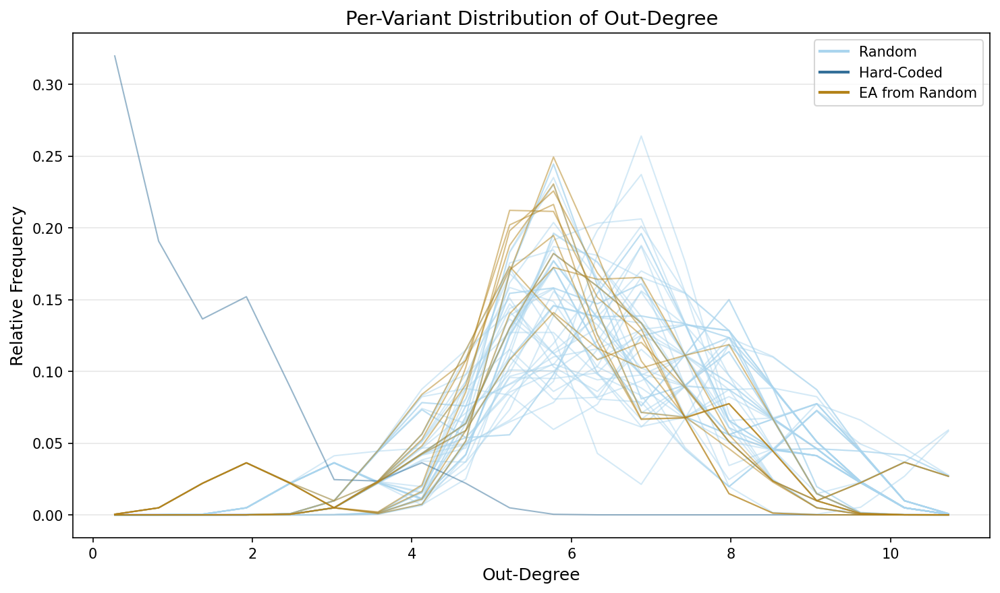 Per-Variant Distribution of Out-Degree
Random
Hard-Coded
EA from Random
Relative Frequency
0.30
0.25
0.20
0.15
0.10
0.05
0.00
0 2 4 6 8 10
Out-Degree